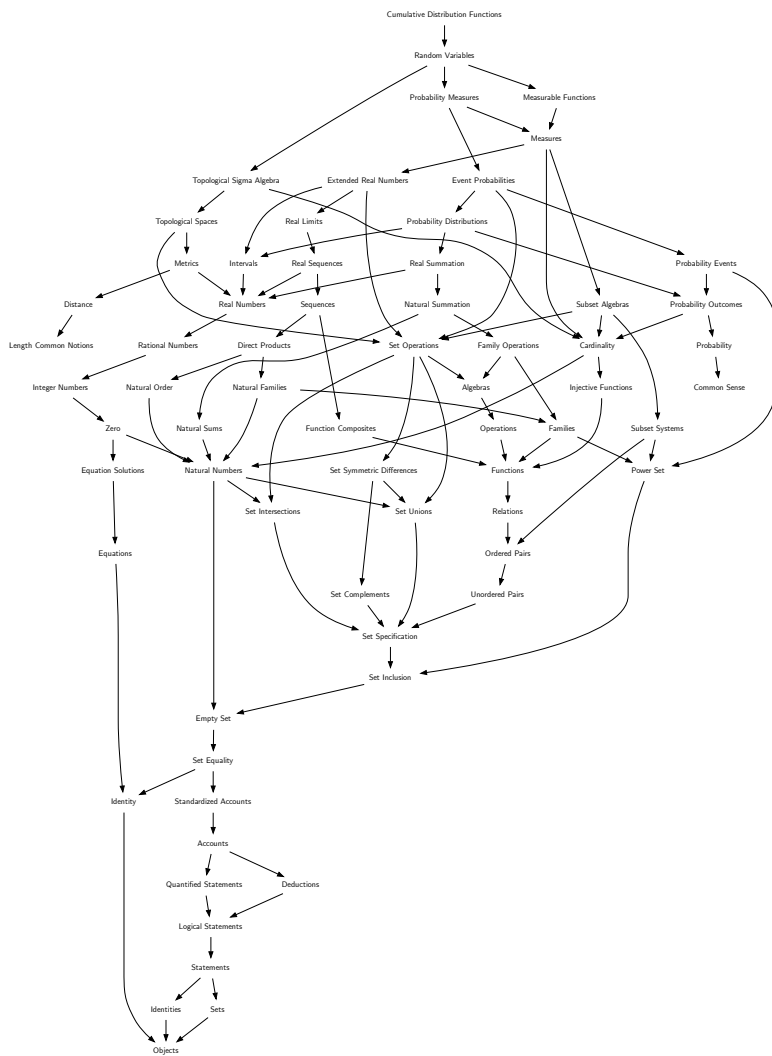 Cumulative Distribution Functions
Random Variables
Probability Measures Measurable Functions
Measures
Topological Sigma Algebra Extended Real Numbers Event Probabilities
Topological Spaces Real Limits Probability Distributions
Metrics Intervals Real Sequences Real Summation Probability Events
Distance Real Numbers Sequences Natural Summation Subset Algebras Probability Outcomes
Length Common Notions Rational Numbers Direct Products Set Operations Family Operations Cardinality Probability
Integer Numbers Natural Order Natural Families Algebras Injective Functions Common Sense
Zero Natural Sums Function Composites Operations Families Subset Systems
Equation Solutions Natural Numbers Set Symmetric Differences Functions Power Set
Set Intersections Set Unions Relations
Equations Ordered Pairs
Set Complements Unordered Pairs
Set Specification
Set Inclusion
Empty Set
Set Equality
Identity Standardized Accounts
Accounts
Quantified Statements Deductions
Logical Statements
Statements
Identities Sets
Objects